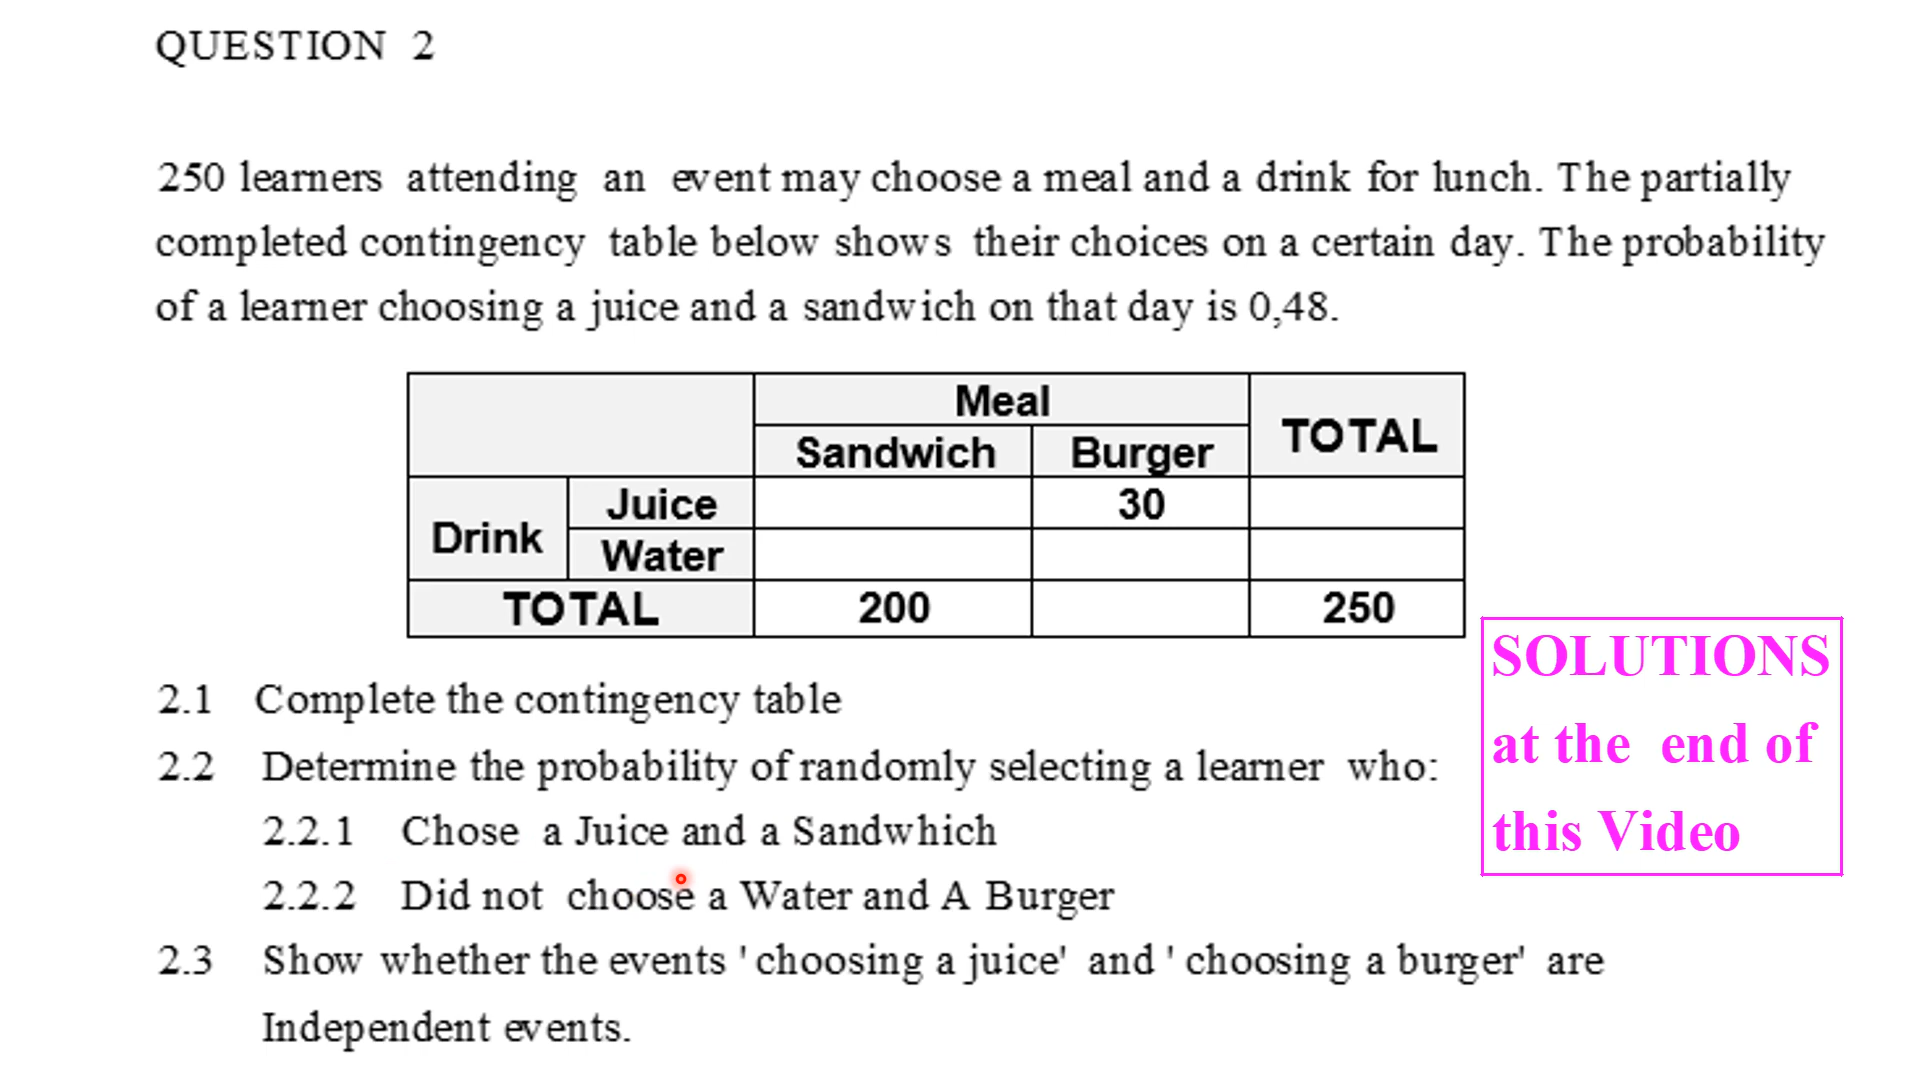 QUESTION 2
250 learners attending an event may choose a meal and a drink for lunch. The partially
completed contingency table below shows their choices on a certain day. The probability
of a learner choosing a juice and a sandwich on that day is 0,48.
Meal
TOTAL
Sandwich Burger
Drink
Juice 30
Water
TOTAL 200 250
2.1 Complete the contingency table
2.2 Determine the probability of randomly selecting a learner who:
2.2.1 Chose a Juice and a Sandwhich
2.2.2 Did not choose a Water and A Burger
2.3 Show whether the events 'choosing a juice' and 'choosing a burger' are
Independent events.
SOLUTIONS
at the end of
this Video